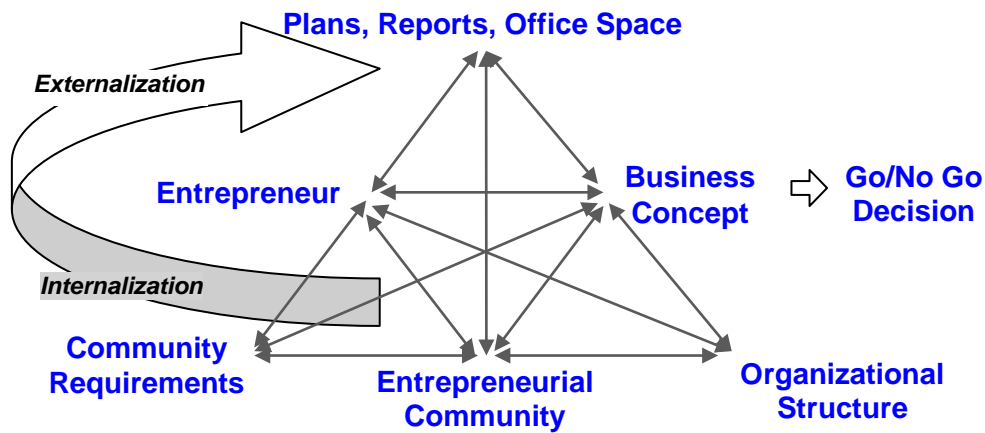 Plans, Reports, Office Space
Externalization
Entrepreneur
Business
Concept
Go/No Go
Decision
Internalization
Community
Requirements
Entrepreneurial
Community
Organizational
Structure